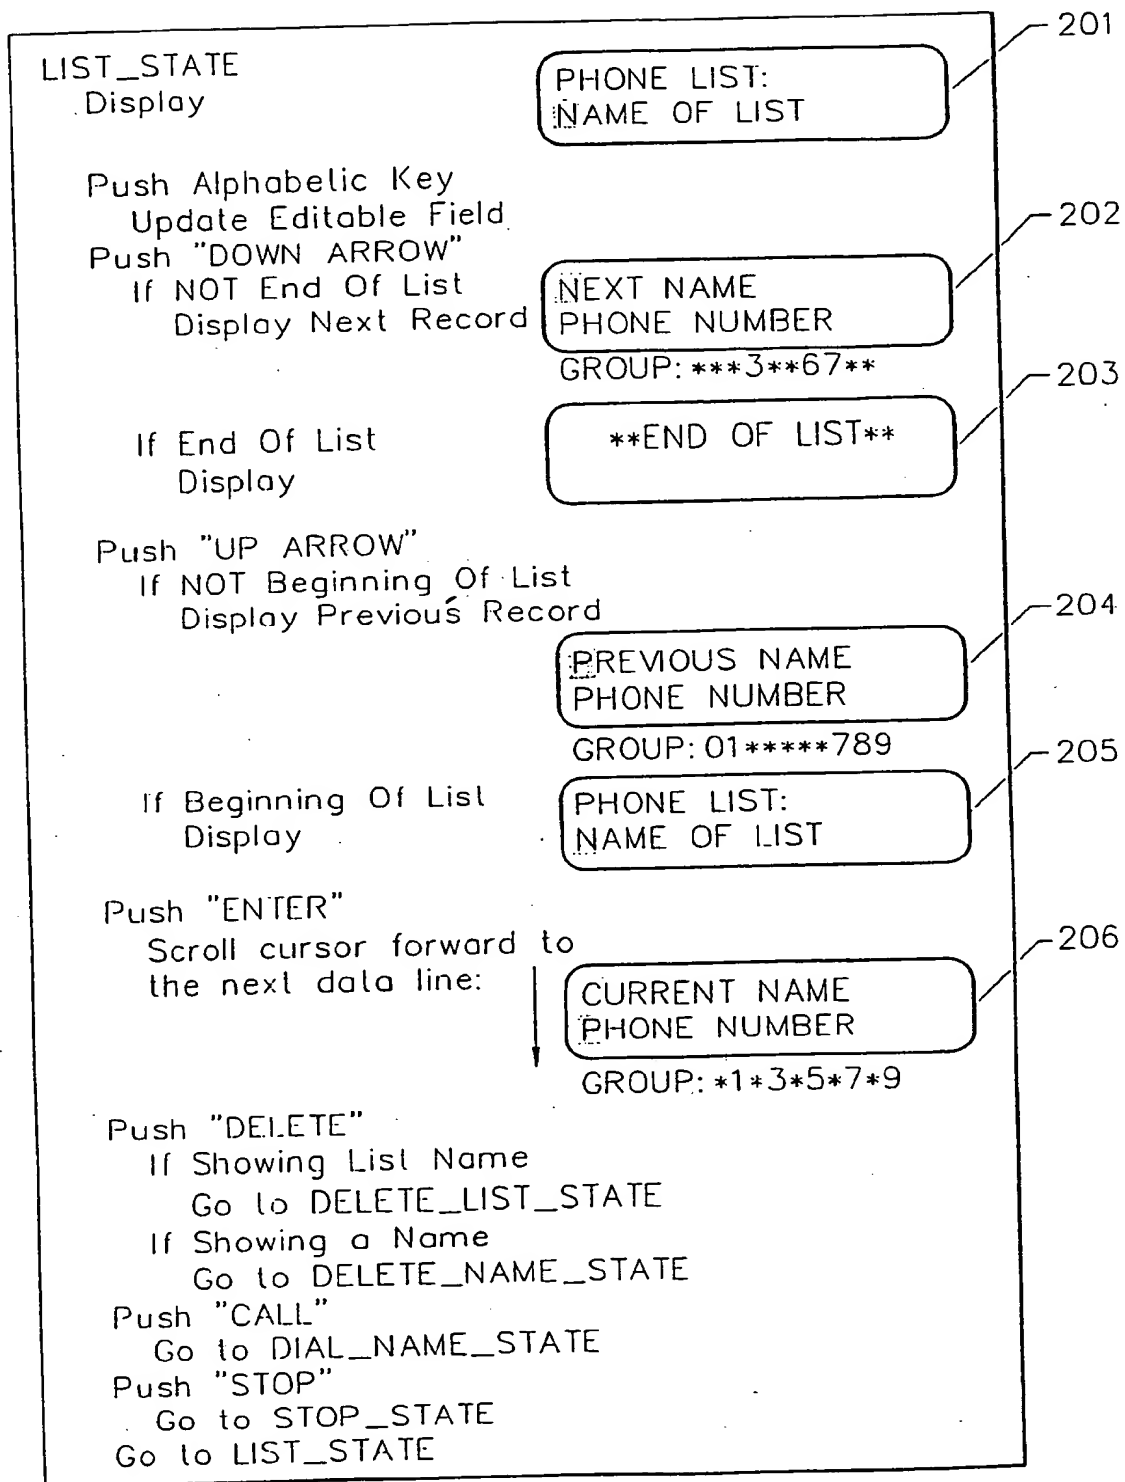 201
LIST_STATE
Display
PHONE LIST:
NAME OF LIST
Push Alphabetic Key
Update Editable Field
202
Push "DOWN ARROW"
If NOT End Of List
Display Next Record
NEXT NAME
PHONE NUMBER
GROUP: ***3**67**
203
If End Of List
Display
**END OF LIST**
Push "UP ARROW"
If NOT Beginning Of List
Display Previous Record
204
PREVIOUS NAME
PHONE NUMBER
GROUP: 01*****789
205
If Beginning Of List
Display
PHONE LIST:
NAME OF LIST
Push "ENTER"
Scroll cursor forward to
the next data line:
206
CURRENT NAME
PHONE NUMBER
GROUP: *1*3*5*7*9
Push "DELETE"
If Showing List Name
Go to DELETE_LIST_STATE
If Showing a Name
Go to DELETE_NAME_STATE
Push "CALL"
Go to DIAL_NAME_STATE
Push "STOP"
Go to STOP_STATE
Go to LIST_STATE